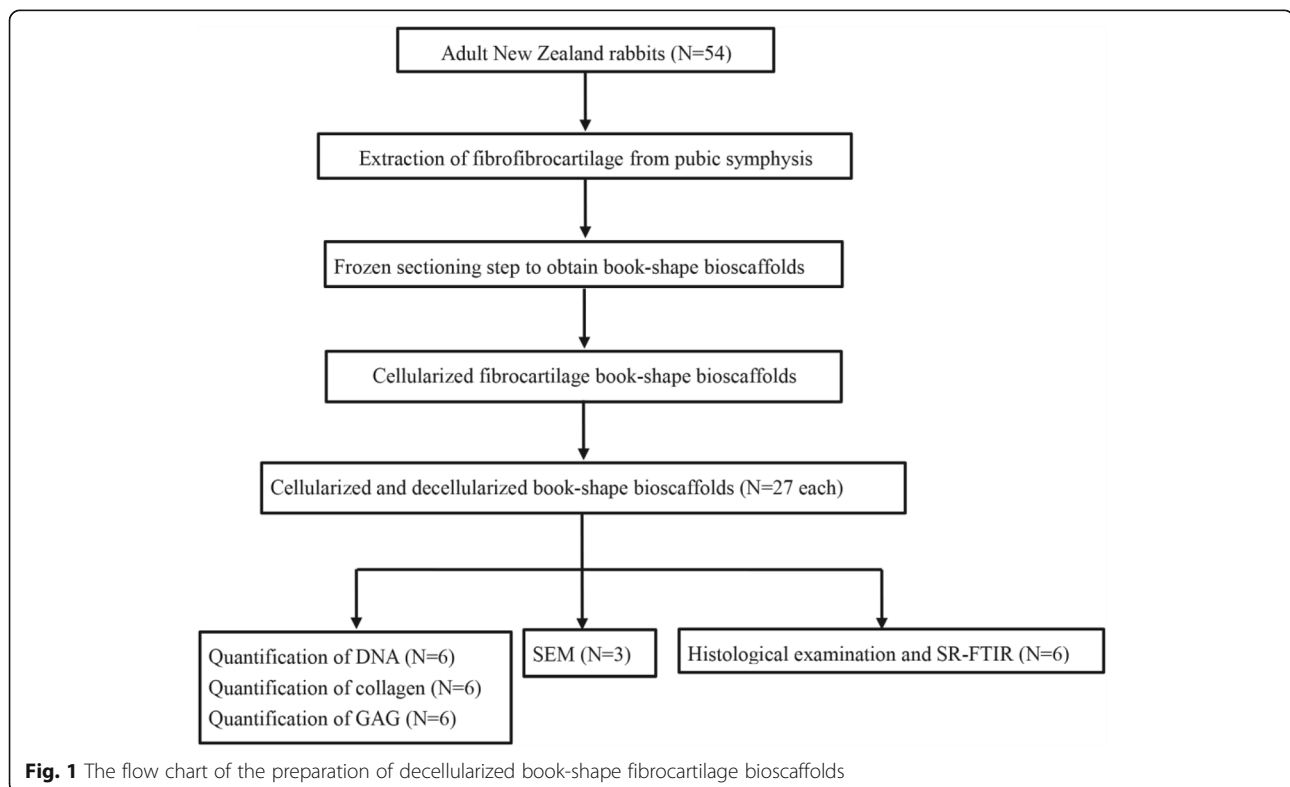 Adult New Zealand rabbits (N=54)
Extraction of fibrofibrocartilage from pubic symphysis
Frozen sectioning step to obtain book-shape bioscaffolds
Cellularized fibrocartilage book-shape bioscaffolds
Cellularized and decellularized book-shape bioscaffolds (N=27 each)
Quantification of DNA (N=6)
Quantification of collagen (N=6)
Quantification of GAG (N=6)
SEM (N=3)
Histological examination and SR-FTIR (N=6)
Fig. 1 The flow chart of the preparation of decellularized book-shape fibrocartilage bioscaffolds